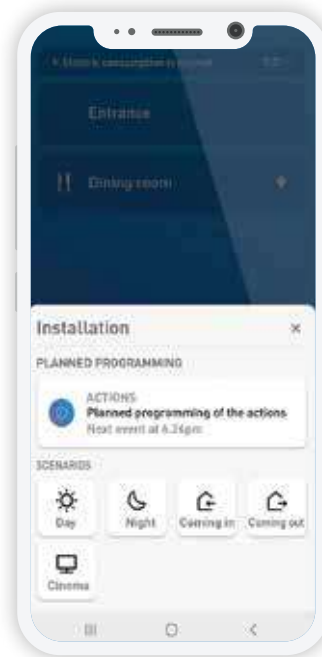 Entrance
Dining room
Installation
PLANNED PROGRAMMING
ACTIONS
Planned programming of the actions
Next event at 6.26pm
SCENARIOS
Day
Night
Coming in
Coming out
Cinema